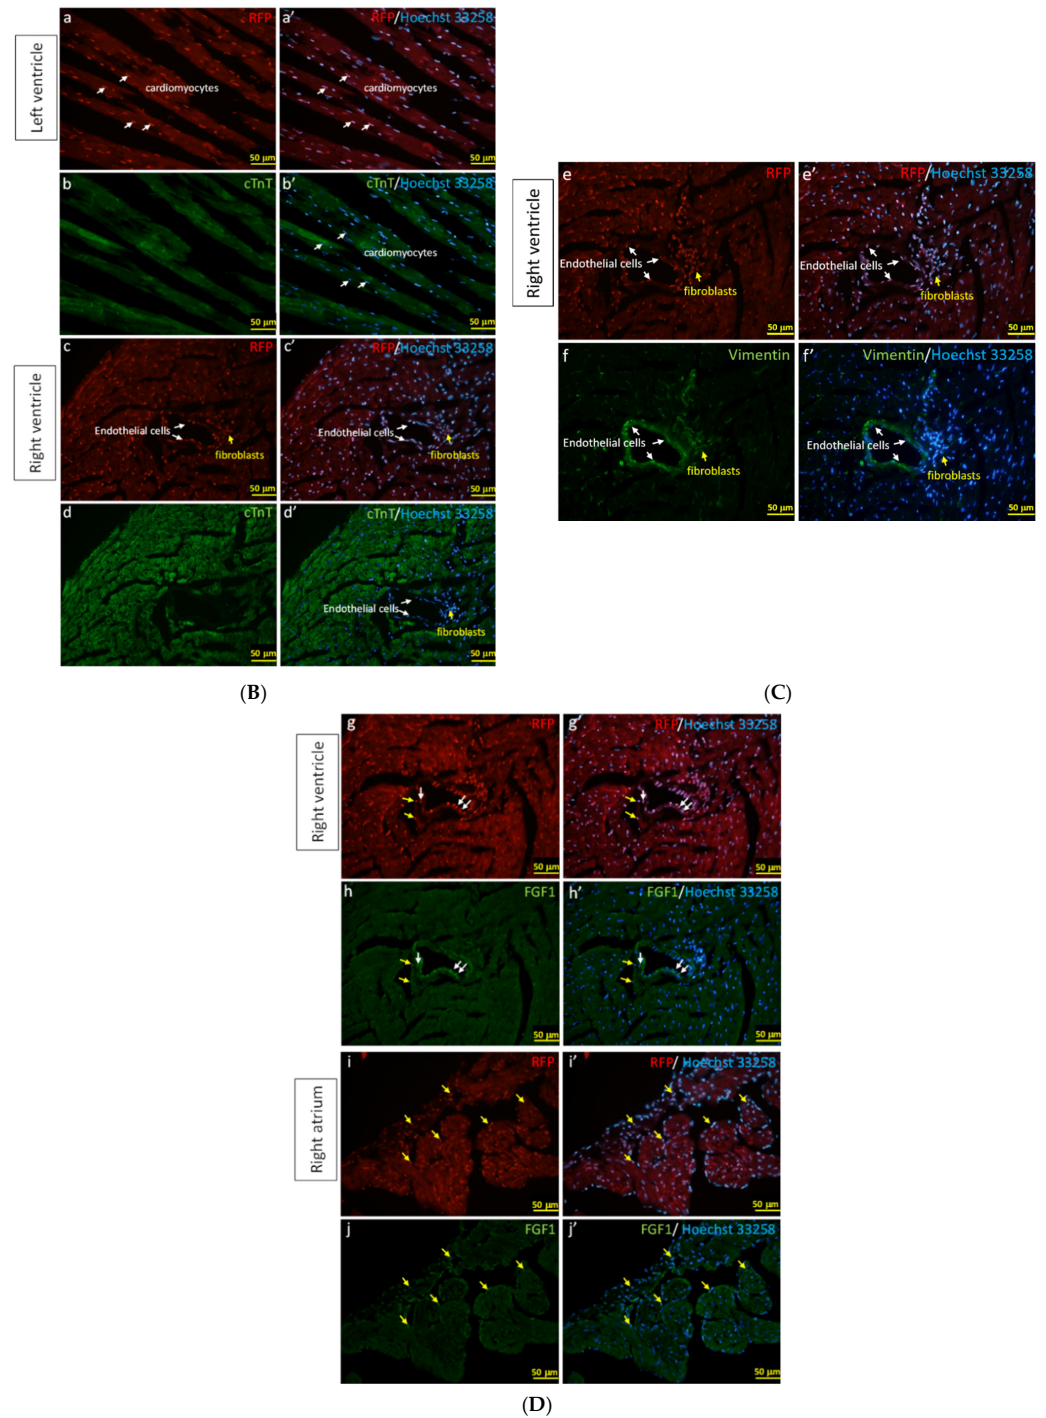 Left ventricle
a RFP
cardiomyocytes
50 µm
a’ RFP/Hoechst 33258
cardiomyocytes
50 µm
b cTnT
50 µm
b’ cTnT/Hoechst 33258
cardiomyocytes
50 µm
Right ventricle
c RFP
Endothelial cells
fibroblasts
50 µm
c’ RFP/Hoechst 33258
Endothelial cells
fibroblasts
50 µm
d cTnT
50 µm
d’ cTnT/Hoechst 33258
Endothelial cells
fibroblasts
50 µm
(B)
Right ventricle
e RFP
Endothelial cells
fibroblasts
50 µm
e’ RFP/Hoechst 33258
Endothelial cells
fibroblasts
50 µm
f Vimentin
Endothelial cells
fibroblasts
50 µm
f’ Vimentin/Hoechst 33258
Endothelial cells
fibroblasts
50 µm
(C)
Right ventricle
g RFP
50 µm
g’ RFP/Hoechst 33258
50 µm
h FGF1
50 µm
h’ FGF1/Hoechst 33258
50 µm
Right atrium
i RFP
50 µm
i’ RFP/ Hoechst 33258
50 µm
j FGF1
50 µm
j’ FGF1/ Hoechst 33258
50 µm
(D)